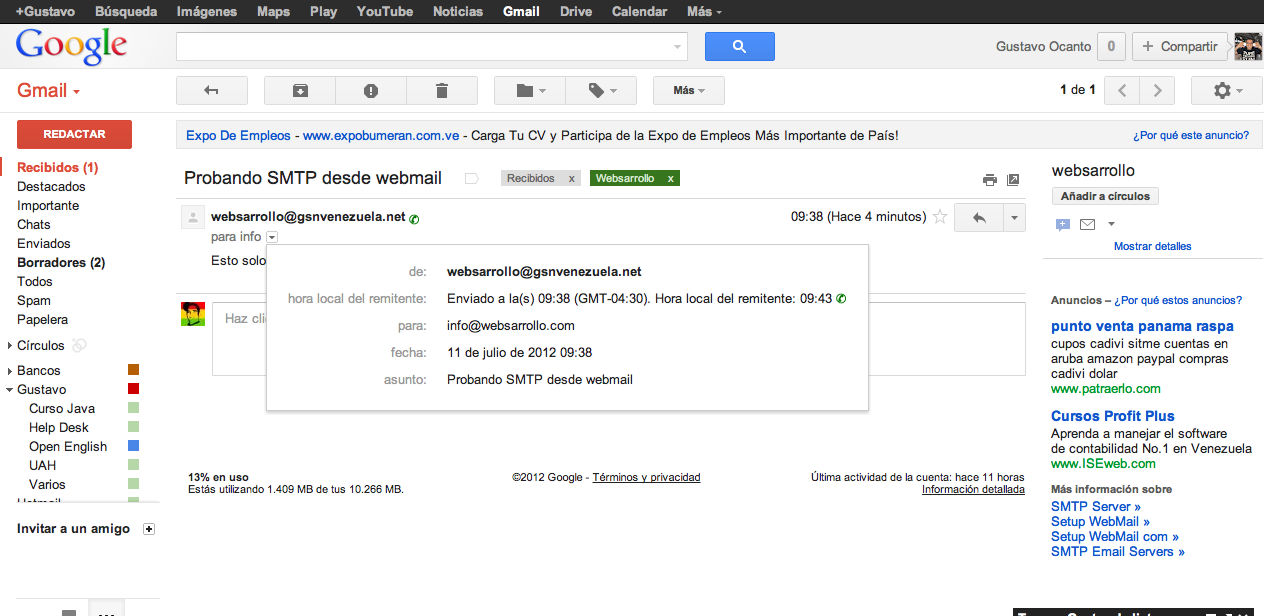 +Gustavo Búsqueda Imágenes Maps Play YouTube Noticias Gmail Drive Calendar Más
Google
Gustavo Ocanto 0 + Compartir
Gmail
Más
1 de 1
REDACTAR
Expo De Empleos - www.expobumeran.com.ve - Carga Tu CV y Participa de la Expo de Empleos Más Importante de País!
¿Por qué este anuncio?
Recibidos (1)
Destacados
Importante
Chats
Enviados
Borradores (2)
Todos
Spam
Papelera
Círculos
Bancos
Gustavo
Curso Java
Help Desk
Open English
UAH
Varios
Hotmail
Invitar a un amigo
Probando SMTP desde webmail
Recibidos x
Websarrollo x
websarrollo@gsnvenezuela.net
09:38 (Hace 4 minutos)
para info
Esto solo
de: websarrollo@gsnvenezuela.net
hora local del remitente: Enviado a la(s) 09:38 (GMT-04:30). Hora local del remitente: 09:43
para: info@websarrollo.com
fecha: 11 de julio de 2012 09:38
asunto: Probando SMTP desde webmail
Haz cli
13% en uso
Estás utilizando 1.409 MB de tus 10.266 MB.
©2012 Google - Términos y privacidad
Última actividad de la cuenta: hace 11 horas
Información detallada
websarrollo
Añadir a círculos
Mostrar detalles
Anuncios – ¿Por qué estos anuncios?
punto venta panama raspa
cupos cadivi sitme cuentas en
aruba amazon paypal compras
cadivi dolar
www.patraerlo.com
Cursos Profit Plus
Aprenda a manejar el software
de contabilidad No.1 en Venezuela
www.ISEweb.com
Más información sobre
SMTP Server »
Setup WebMail »
Setup WebMail com »
SMTP Email Servers »